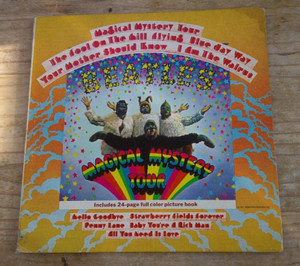 Magical Mystery Tour
The Fool On The Hill Flying Blue Jay Way
Your Mother Should Know I Am The Walrus
BEATLES
MAGICAL MYSTERY
TOUR
Includes 24-page full color picture book
Hello Goodbye Strawberry Fields Forever
Penny Lane Baby You're A Rich Man
All You Need Is Love